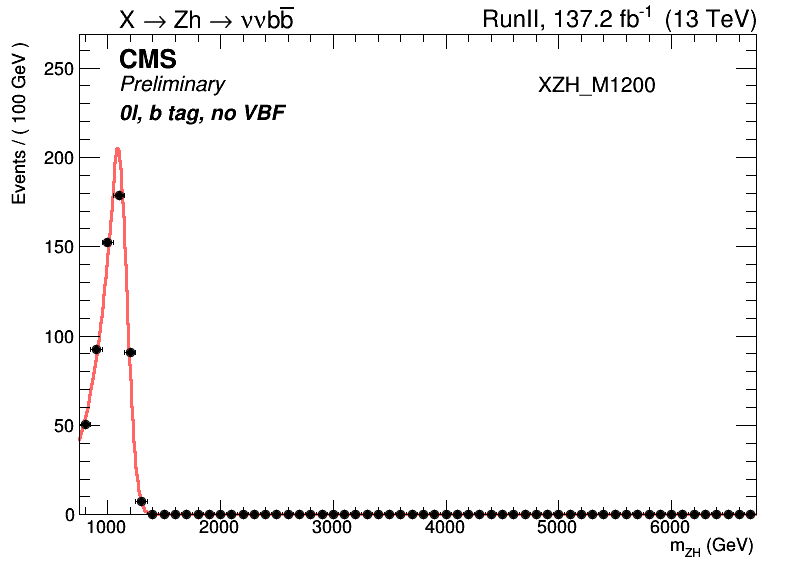 X → Zh → ννbb̅
RunII, 137.2 fb⁻¹ (13 TeV)
CMS
Preliminary
0l, b tag, no VBF
XZH_M1200
Events / ( 100 GeV )
250
200
150
100
50
0
1000 2000 3000 4000 5000 6000
m_ZH (GeV)